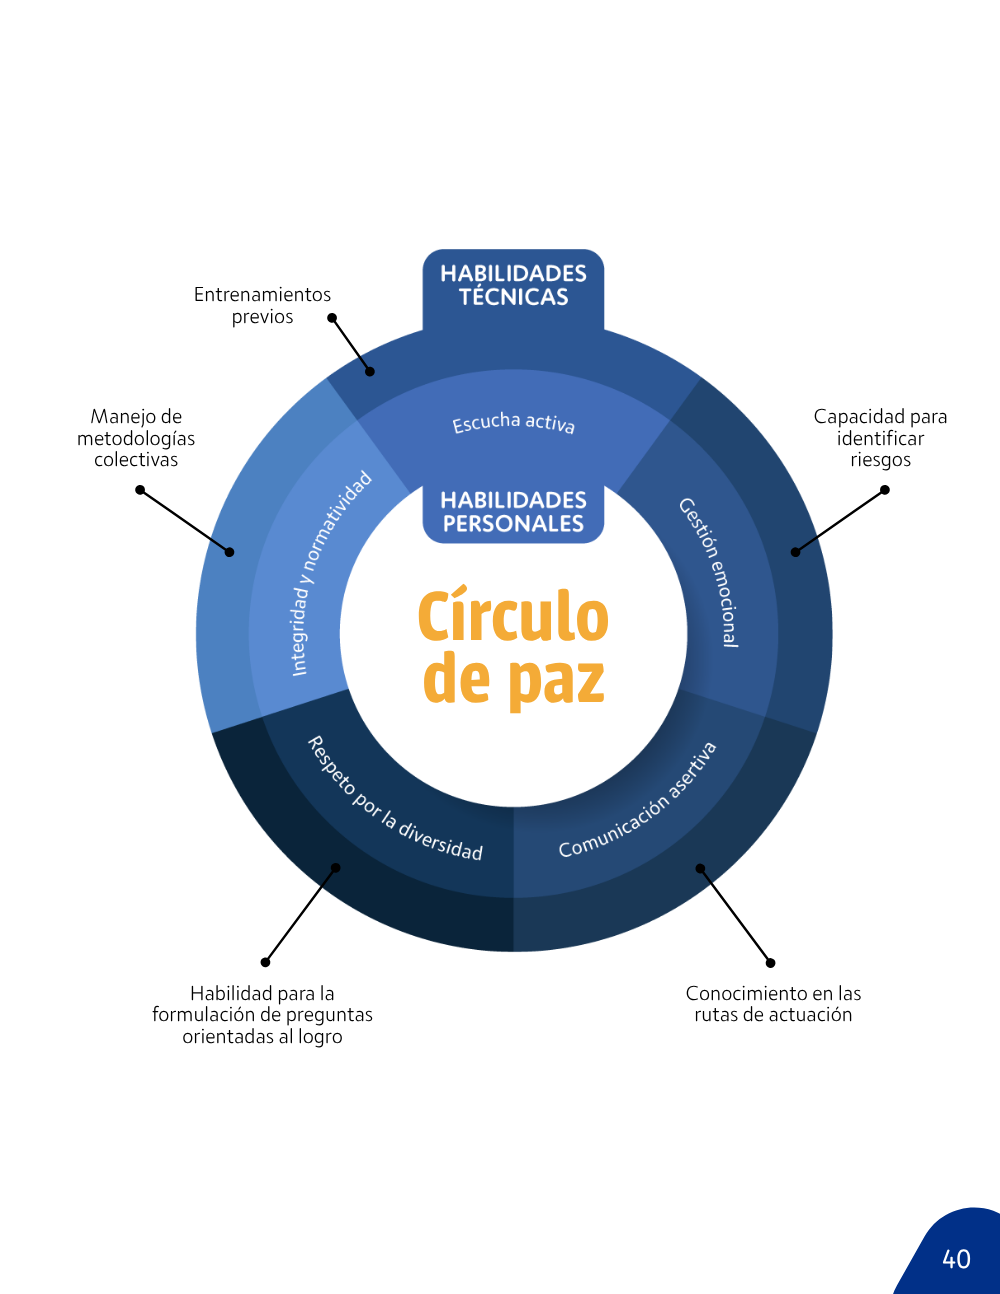 HABILIDADES
TÉCNICAS
Entrenamientos
previos
Manejo de
metodologías
colectivas
Capacidad para
identificar
riesgos
Escucha activa
HABILIDADES
PERSONALES
Integridad y normatividad
Gestión emocional
Círculo
de paz
Respeto por la diversidad
Comunicación asertiva
Habilidad para la
formulación de preguntas
orientadas al logro
Conocimiento en las
rutas de actuación
40